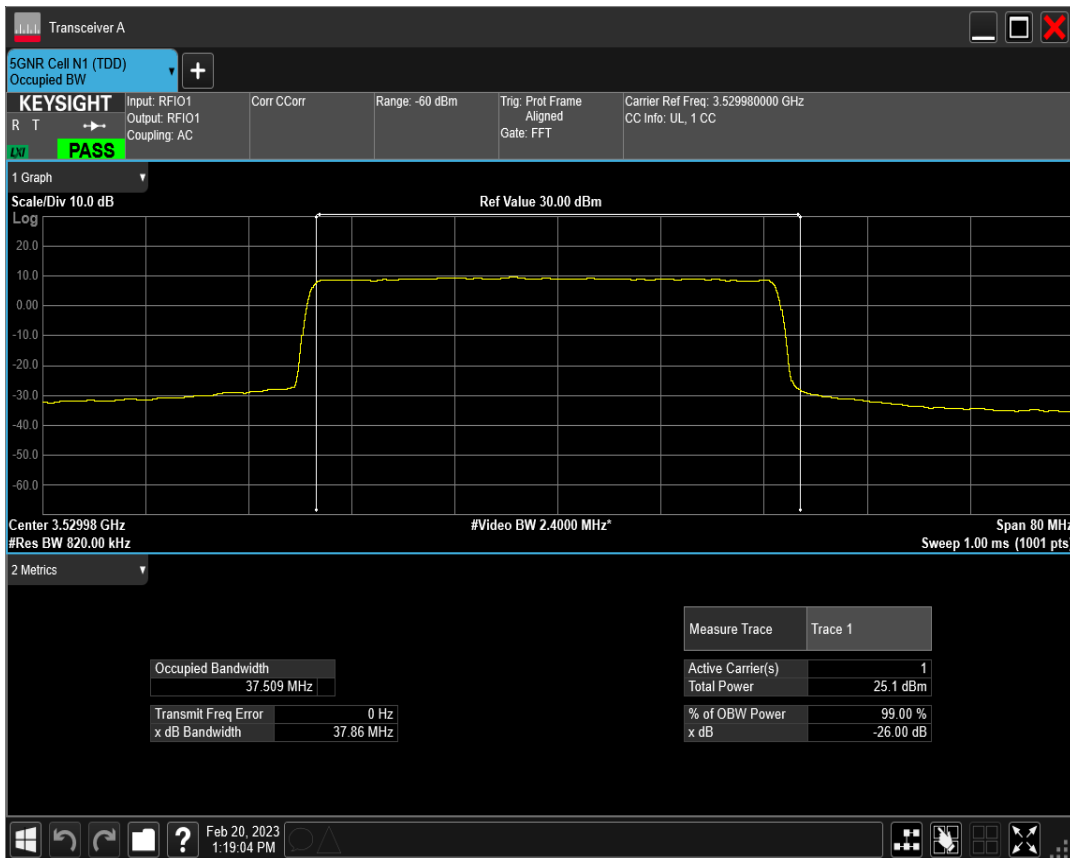 Transceiver A
5GNR Cell N1 (TDD)
Occupied BW
+
KEYSIGHT
R T
LXI
PASS
Input: RFIO1
Output: RFIO1
Coupling: AC
Corr CCorr
Range: -60 dBm
Trig: Prot Frame
Aligned
Gate: FFT
Carrier Ref Freq: 3.529980000 GHz
CC Info: UL, 1 CC
1 Graph
Scale/Div 10.0 dB
Ref Value 30.00 dBm
Log
20.0
10.0
0.00
-10.0
-20.0
-30.0
-40.0
-50.0
-60.0
Center 3.52998 GHz
#Video BW 2.4000 MHz*
Span 80 MHz
#Res BW 820.00 kHz
Sweep 1.00 ms (1001 pts)
2 Metrics
Measure Trace Trace 1
Occupied Bandwidth
37.509 MHz
Active Carrier(s) 1
Total Power 25.1 dBm
Transmit Freq Error 0 Hz
x dB Bandwidth 37.86 MHz
% of OBW Power 99.00 %
x dB -26.00 dB
?
Feb 20, 2023
1:19:04 PM